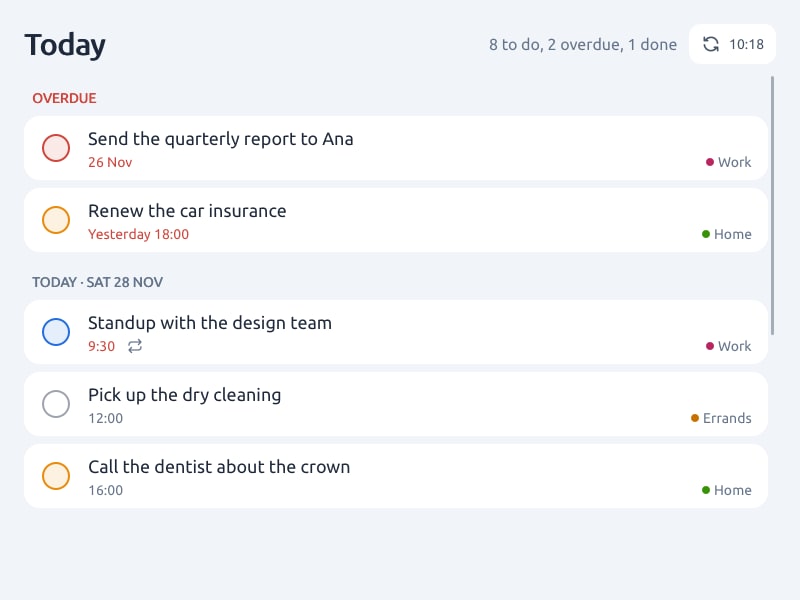 Today
8 to do, 2 overdue, 1 done
10:18
OVERDUE
Send the quarterly report to Ana
26 Nov
Work
Renew the car insurance
Yesterday 18:00
Home
TODAY · SAT 28 NOV
Standup with the design team
9:30
Work
Pick up the dry cleaning
12:00
Errands
Call the dentist about the crown
16:00
Home